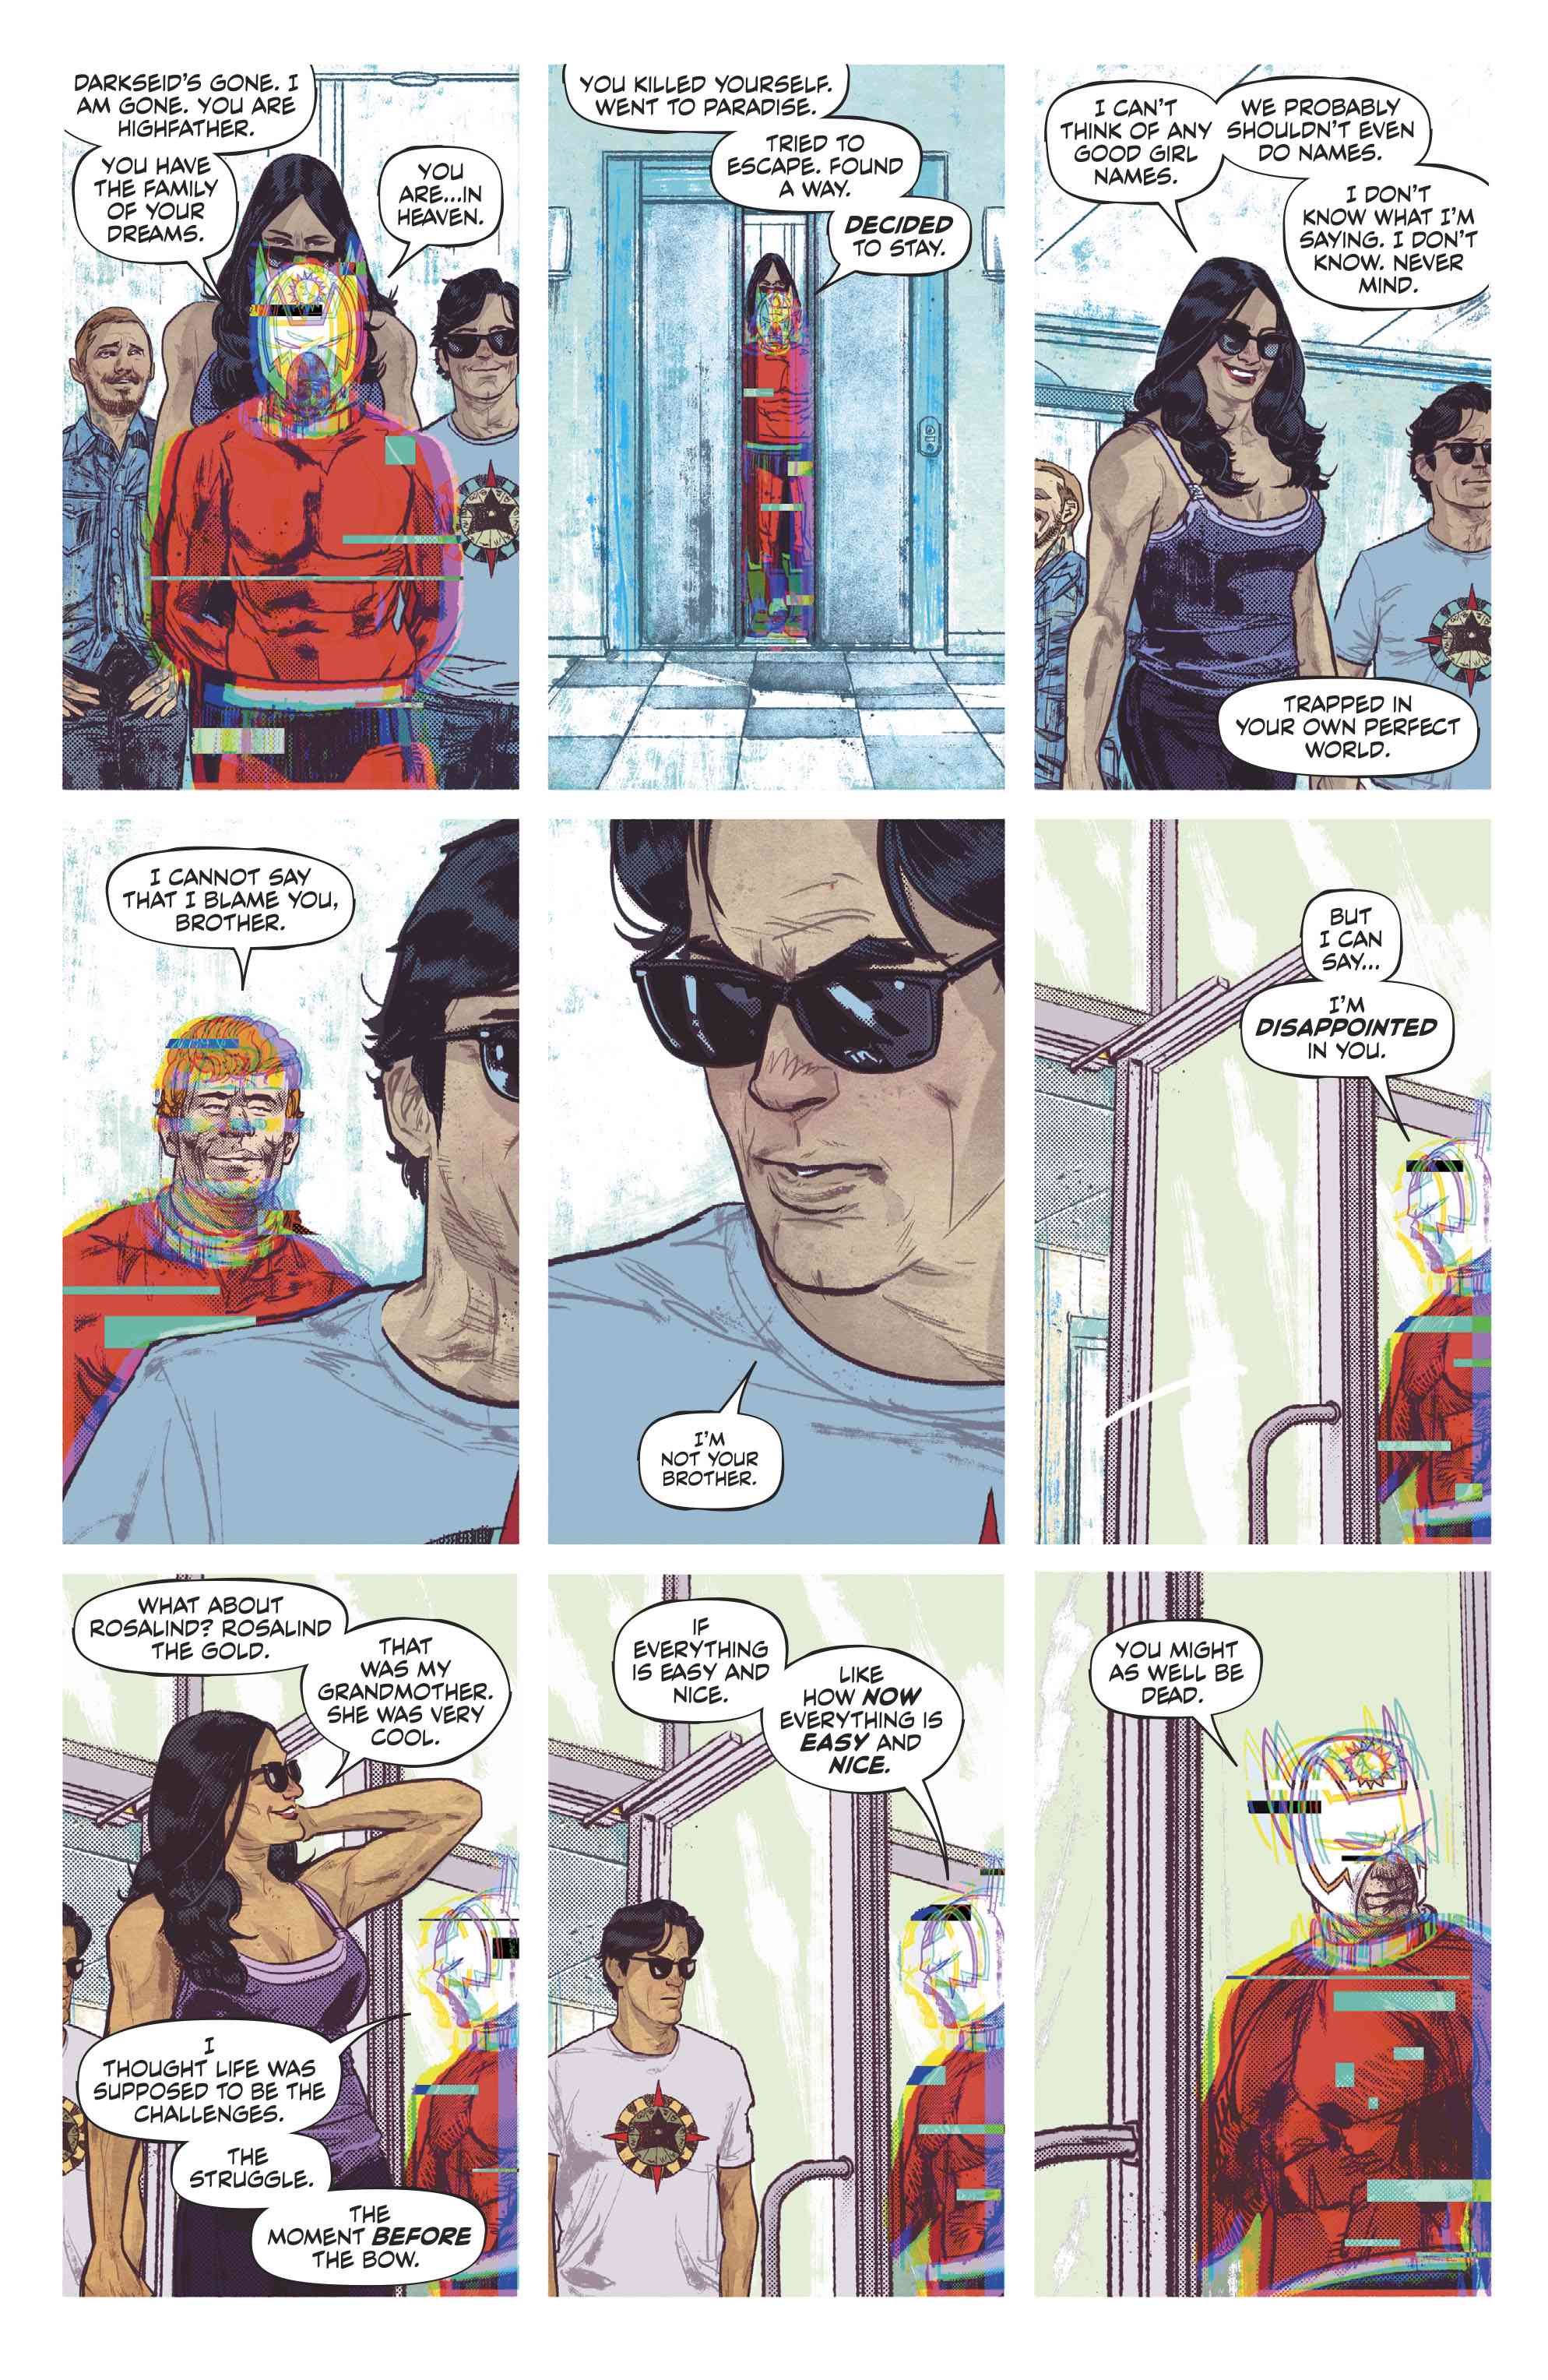 DARKSEID'S GONE. I
AM GONE. YOU ARE
HIGHFATHER.
YOU HAVE
THE FAMILY
OF YOUR
DREAMS.
YOU
ARE...IN
HEAVEN.
YOU KILLED YOURSELF.
WENT TO PARADISE.
TRIED TO
ESCAPE. FOUND
A WAY.
DECIDED
TO STAY.
I CAN'T
THINK OF ANY
GOOD GIRL
NAMES.
WE PROBABLY
SHOULDN'T EVEN
DO NAMES.
I DON'T
KNOW WHAT I'M
SAYING. I DON'T
KNOW. NEVER
MIND.
TRAPPED IN
YOUR OWN PERFECT
WORLD.
I CANNOT SAY
THAT I BLAME YOU,
BROTHER.
I'M
NOT YOUR
BROTHER.
BUT
I CAN
SAY...
I'M
DISAPPOINTED
IN YOU.
WHAT ABOUT
ROSALIND? ROSALIND
THE GOLD.
THAT
WAS MY
GRANDMOTHER.
SHE WAS VERY
COOL.
I
THOUGHT LIFE WAS
SUPPOSED TO BE THE
CHALLENGES.
THE
STRUGGLE.
THE
MOMENT BEFORE
THE BOW.
IF
EVERYTHING
IS EASY AND
NICE.
LIKE
HOW NOW
EVERYTHING IS
EASY AND
NICE.
YOU MIGHT
AS WELL BE
DEAD.